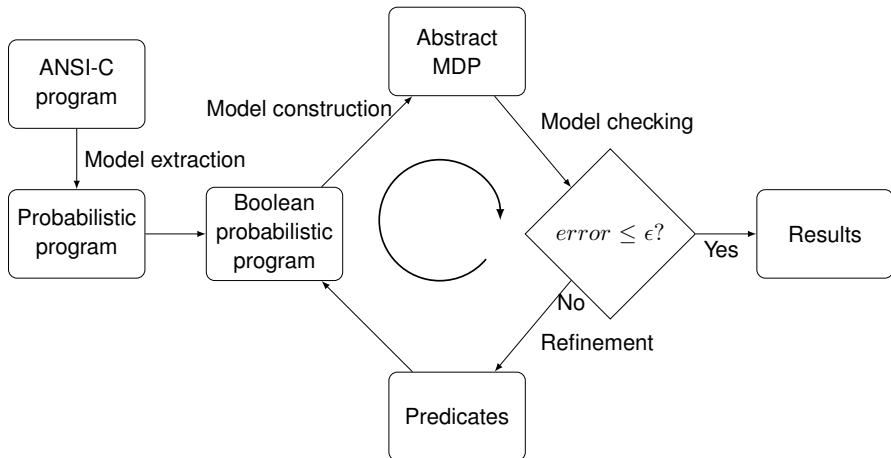 ANSI-C
program
Model extraction
Probabilistic
program
Boolean
probabilistic
program
Model construction
Abstract
MDP
Model checking
error ≤ ϵ?
Yes
Results
No
Refinement
Predicates